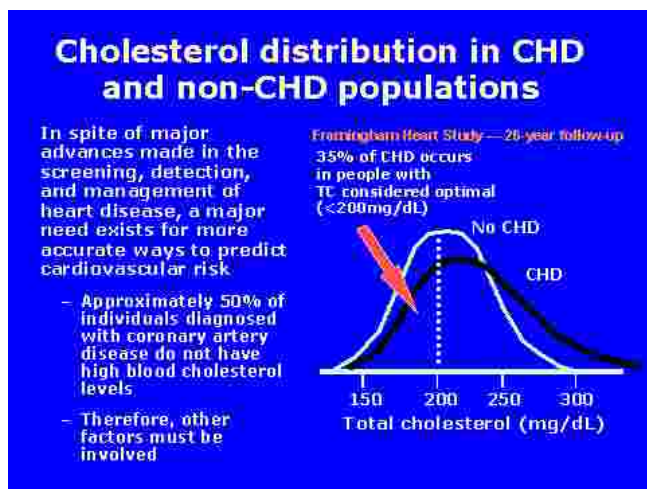 Cholesterol distribution in CHD
and non-CHD populations
In spite of major
advances made in the
screening, detection,
and management of
heart disease, a major
need exists for more
accurate ways to predict
cardiovascular risk
– Approximately 50% of
individuals diagnosed
with coronary artery
disease do not have
high blood cholesterol
levels
– Therefore, other
factors must be
involved
Framingham Heart Study — 26-year follow-up
35% of CHD occurs
in people with
TC considered optimal
(<200mg/dL)
No CHD
CHD
150 200 250 300
Total cholesterol (mg/dL)